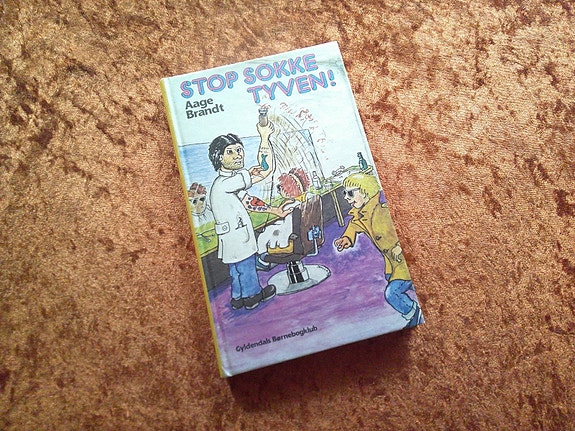 STOP SOKKE
TYVEN!
Aage
Brandt
Gyldendals Børnebogklub